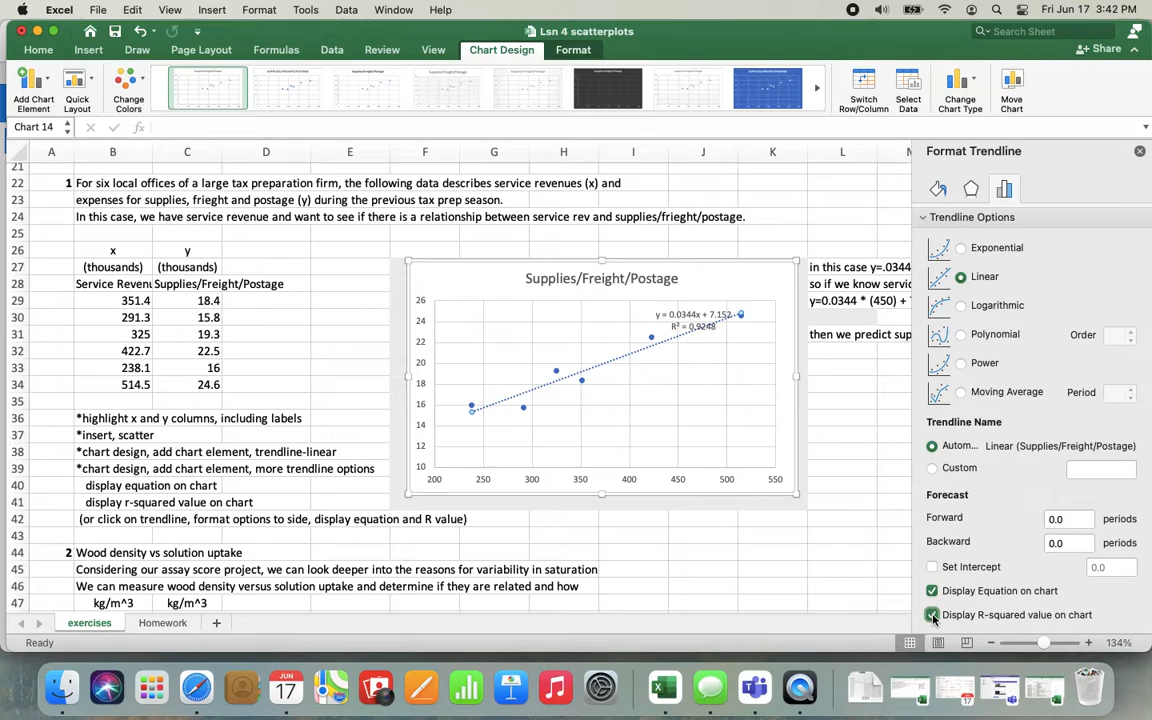 Excel File Edit View Insert Format Tools Data Window Help Fri Jun 17 3:42 PM
Lsn 4 scatterplots Search Sheet
Home Insert Draw Page Layout Formulas Data Review View Chart Design Format Share
Add Chart Element Quick Layout Change Colors Switch Row/Column Select Data Change Chart Type Move Chart
Chart 14 fx
Format Trendline
A B C D E F G H I J K L M
21
Trendline Options
22 1 For six local offices of a large tax preparation firm, the following data describes service revenues (x) and
23 expenses for supplies, frieght and postage (y) during the previous tax prep season.
24 In this case, we have service revenue and want to see if there is a relationship between service rev and supplies/frieght/postage.
25
26 x y
27 (thousands) (thousands) in this case y=.0344
28 Service Revenu Supplies/Freight/Postage so if we know servic
29 351.4 18.4 y=0.0344 * (450) + 7
30 291.3 15.8
31 325 19.3 then we predict sup
32 422.7 22.5
33 238.1 16
34 514.5 24.6
35
36 *highlight x and y columns, including labels
37 *insert, scatter
38 *chart design, add chart element, trendline-linear
39 *chart design, add chart element, more trendline options
40 display equation on chart
41 display r-squared value on chart
42 (or click on trendline, format options to side, display equation and R value)
43
44 2 Wood density vs solution uptake
45 Considering our assay score project, we can look deeper into the reasons for variability in saturation
46 We can measure wood density versus solution uptake and determine if they are related and how
47 kg/m^3 kg/m^3
Supplies/Freight/Postage
26
24
22
20
18
16
14
12
10
200 250 300 350 400 450 500 550
y = 0.0344x + 7.152
R² = 0.9248
Exponential
Linear
Logarithmic
Polynomial Order
Power
Moving Average Period
Trendline Name
Autom... Linear (Supplies/Freight/Postage)
Custom
Forecast
Forward 0.0 periods
Backward 0.0 periods
Set Intercept 0.0
Display Equation on chart
Display R-squared value on chart
exercises Homework +
Ready 134%
JUN
17